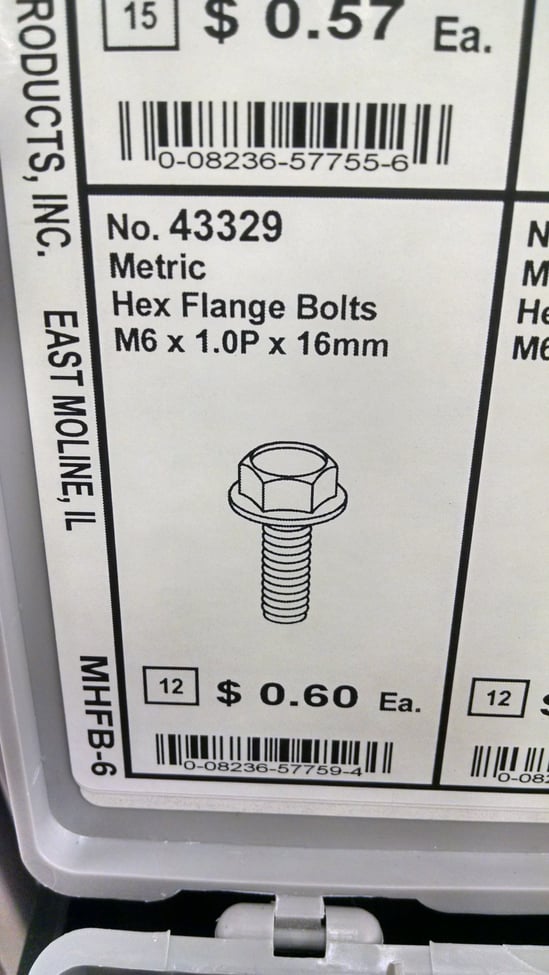 15 $ 0.57 Ea.
0-08236-57755-6
No. 43329
Metric
Hex Flange Bolts
M6 x 1.0P x 16mm
12 $ 0.60 Ea.
0-08236-57759-4
12
PRODUCTS, INC. EAST MOLINE, IL MHFB-6